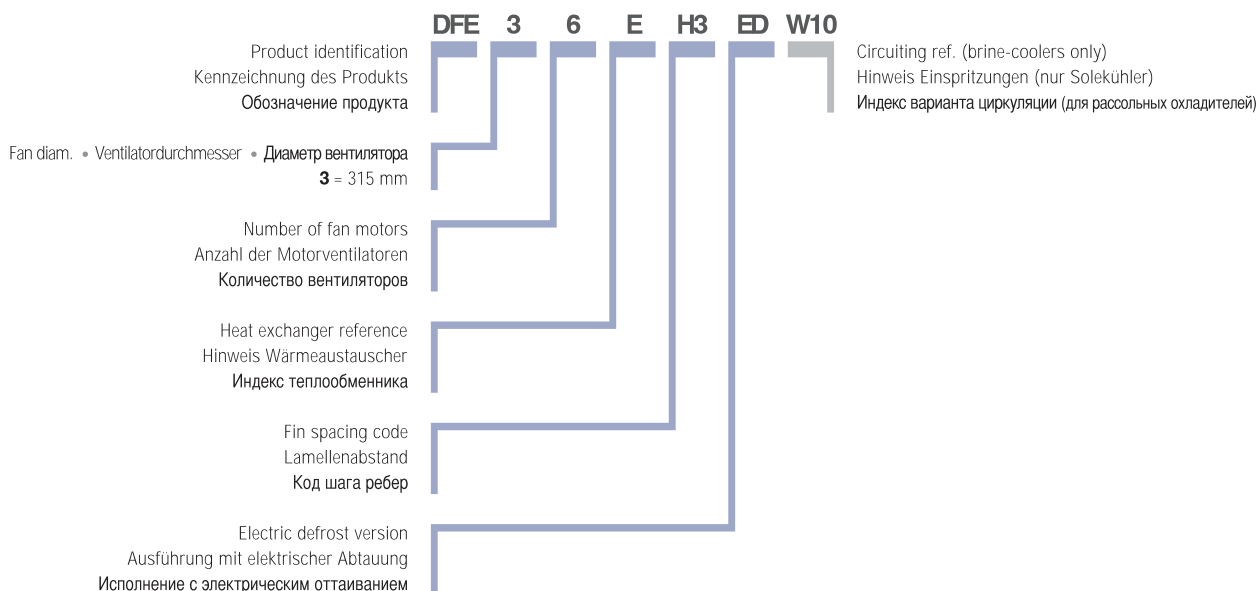 DFE 3 6 E H3 ED W10
Product identification
Kennzeichnung des Produkts
Обозначение продукта
Circuiting ref. (brine-coolers only)
Hinweis Einspritzungen (nur Solekühler)
Индекс варианта циркуляции (для рассольных охладителей)
Fan diam. • Ventilatordurchmesser • Диаметр вентилятора
3 = 315 mm
Number of fan motors
Anzahl der Motorventilatoren
Количество вентиляторов
Heat exchanger reference
Hinweis Wärmeaustauscher
Индекс теплообменника
Fin spacing code
Lamellenabstand
Код шага ребер
Electric defrost version
Ausführung mit elektrischer Abtauung
Исполнение с электрическим оттаиванием